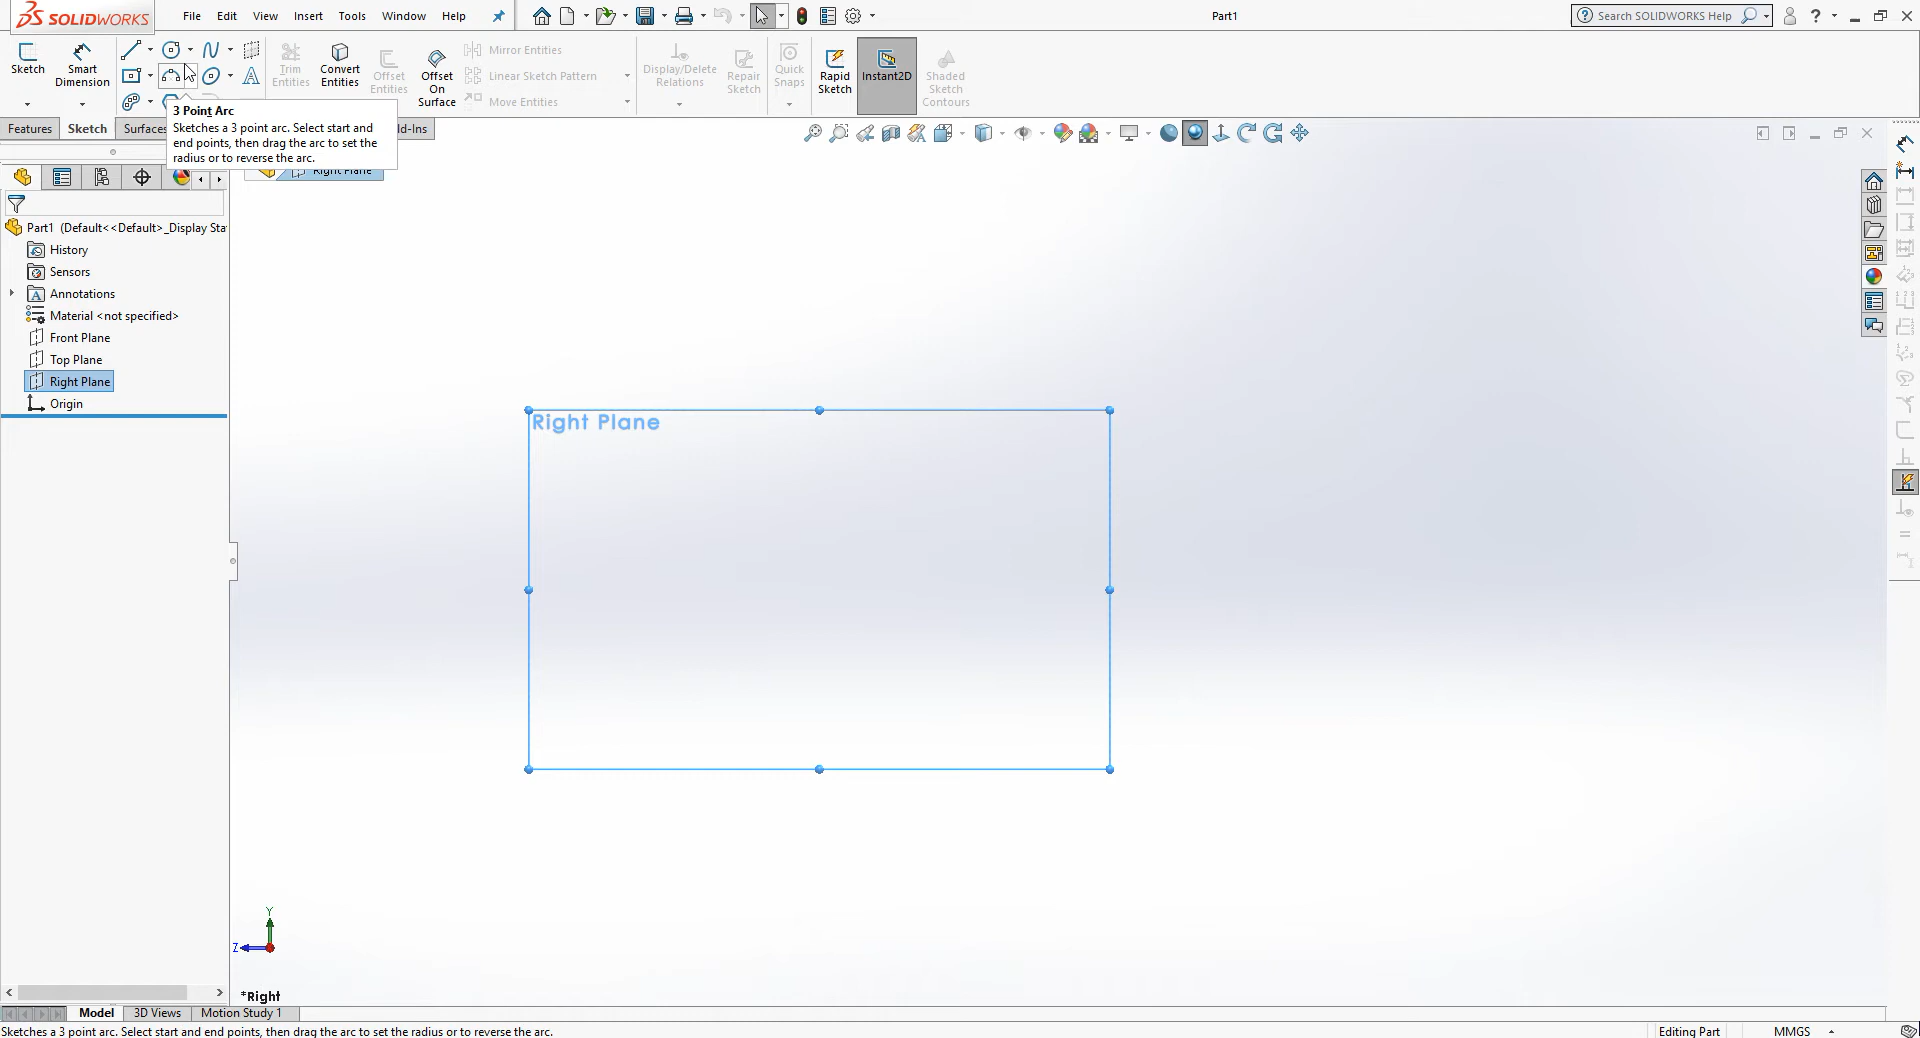 SOLIDWORKS
File Edit View Insert Tools Window Help
Part1
Search SOLIDWORKS Help
Sketch
Smart Dimension
Trim Entities
Convert Entities
Offset Entities
Offset On Surface
Mirror Entities
Linear Sketch Pattern
Move Entities
Display/Delete Relations
Repair Sketch
Quick Snaps
Rapid Sketch
Instant2D
Shaded Sketch Contours
3 Point Arc
Sketches a 3 point arc. Select start and
end points, then drag the arc to set the
radius or to reverse the arc.
Features Sketch Surfaces
Right Plane
Part1 (Default<<Default>_Display Sta
History
Sensors
Annotations
Material <not specified>
Front Plane
Top Plane
Right Plane
Origin
Right Plane
Y
Z
*Right
Model 3D Views Motion Study 1
Sketches a 3 point arc. Select start and end points, then drag the arc to set the radius or to reverse the arc.
Editing Part MMGS